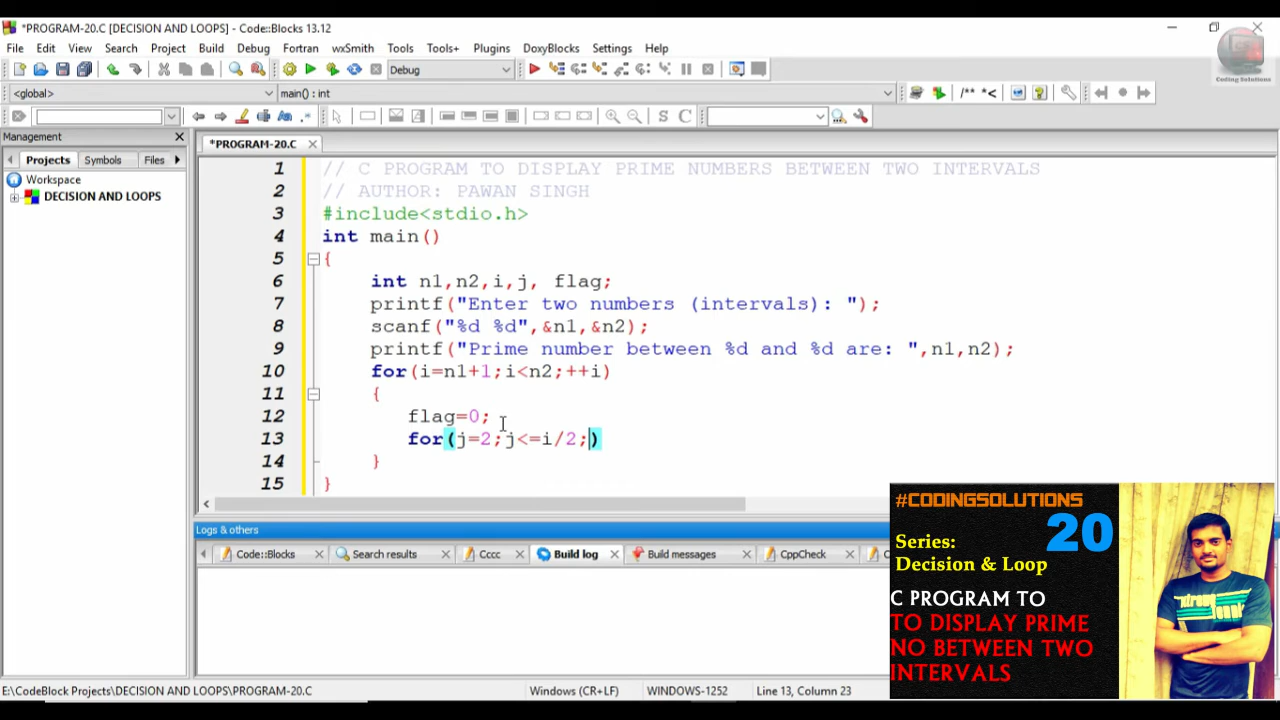 *PROGRAM-20.C [DECISION AND LOOPS] - Code::Blocks 13.12
File Edit View Search Project Build Debug Fortran wxSmith Tools Tools+ Plugins DoxyBlocks Settings Help
Debug
<global> main() : int /** *<
S C
Management
Projects Symbols Files
Workspace
DECISION AND LOOPS
*PROGRAM-20.C
1 // C PROGRAM TO DISPLAY PRIME NUMBERS BETWEEN TWO INTERVALS
2 // AUTHOR: PAWAN SINGH
3 #include<stdio.h>
4 int main()
5 {
6 int n1,n2,i,j, flag;
7 printf("Enter two numbers (intervals): ");
8 scanf("%d %d",&n1,&n2);
9 printf("Prime number between %d and %d are: ",n1,n2);
10 for(i=n1+1;i<n2;++i)
11 {
12 flag=0;
13 for(j=2;j<=i/2;)
14 }
15 }
Logs & others
Code::Blocks Search results Cccc Build log Build messages CppCheck
E:\CodeBlock Projects\DECISION AND LOOPS\PROGRAM-20.C Windows (CR+LF) WINDOWS-1252 Line 13, Column 23
Coding Solutions
#CODINGSOLUTIONS
20
Series:
Decision & Loop
C PROGRAM TO
TO DISPLAY PRIME
NO BETWEEN TWO
INTERVALS